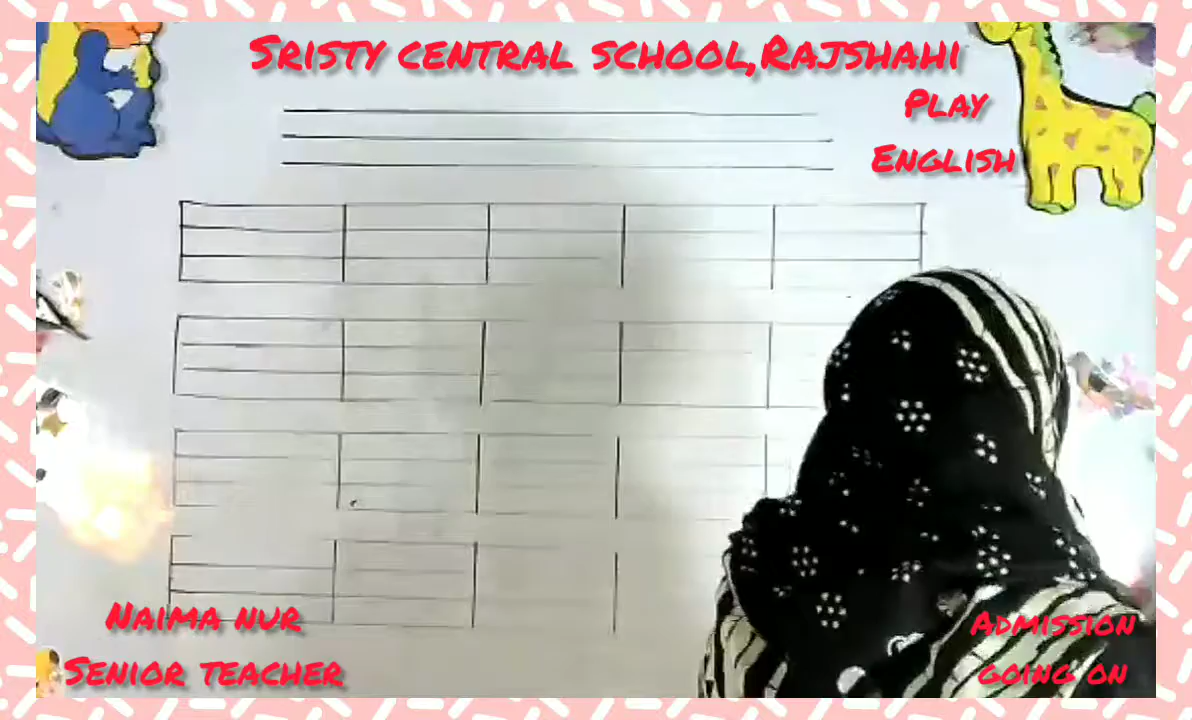 Sristy central school,Rajshahi
Play
English
Naima nur
Senior teacher
Admission
going on